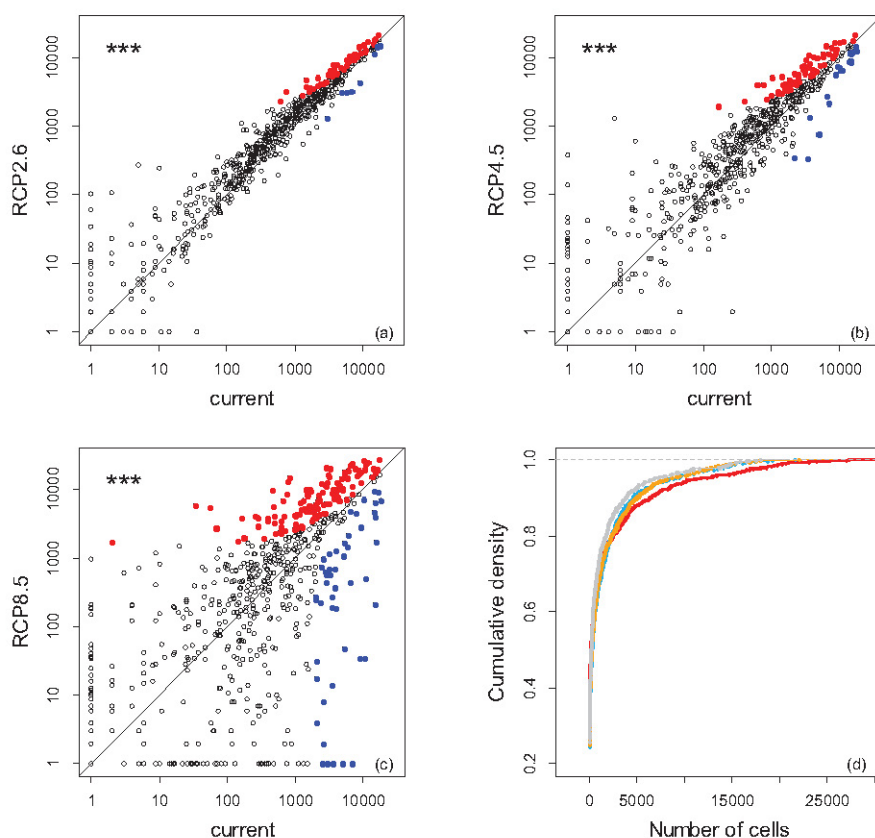 ***
RCP2.6
1 10 100 1000 10000
(a)
1 10 100 1000 10000
current
***
RCP4.5
1 10 100 1000 10000
(b)
1 10 100 1000 10000
current
***
RCP8.5
1 10 100 1000 10000
(c)
1 10 100 1000 10000
current
Cumulative density
0.2 0.4 0.6 0.8 1.0
(d)
0 5000 15000 25000
Number of cells